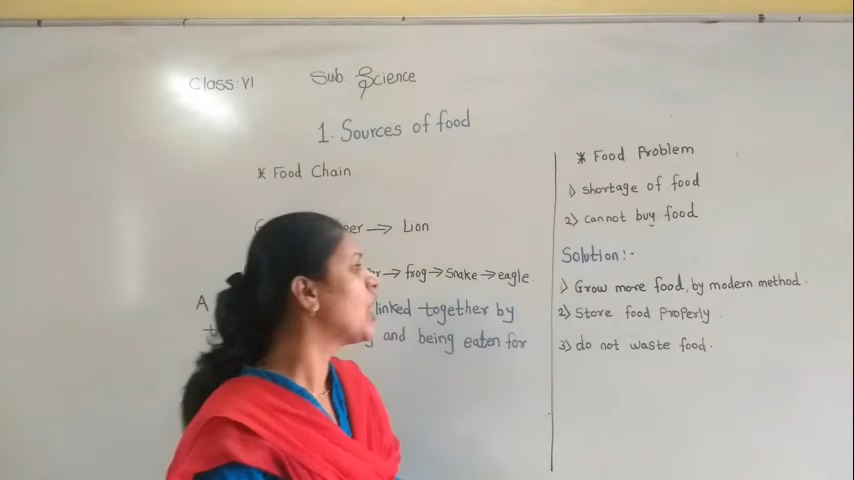 Class: VI Sub. Science
1. Sources of food
* Food Chain
→ Lion
→ frog → snake → eagle
A linked together by
and being eaten for
* Food Problem
1) shortage of food
2) cannot buy food
Solution:-
1) Grow more food, by modern method.
2) Store food Properly.
3) do not waste food.